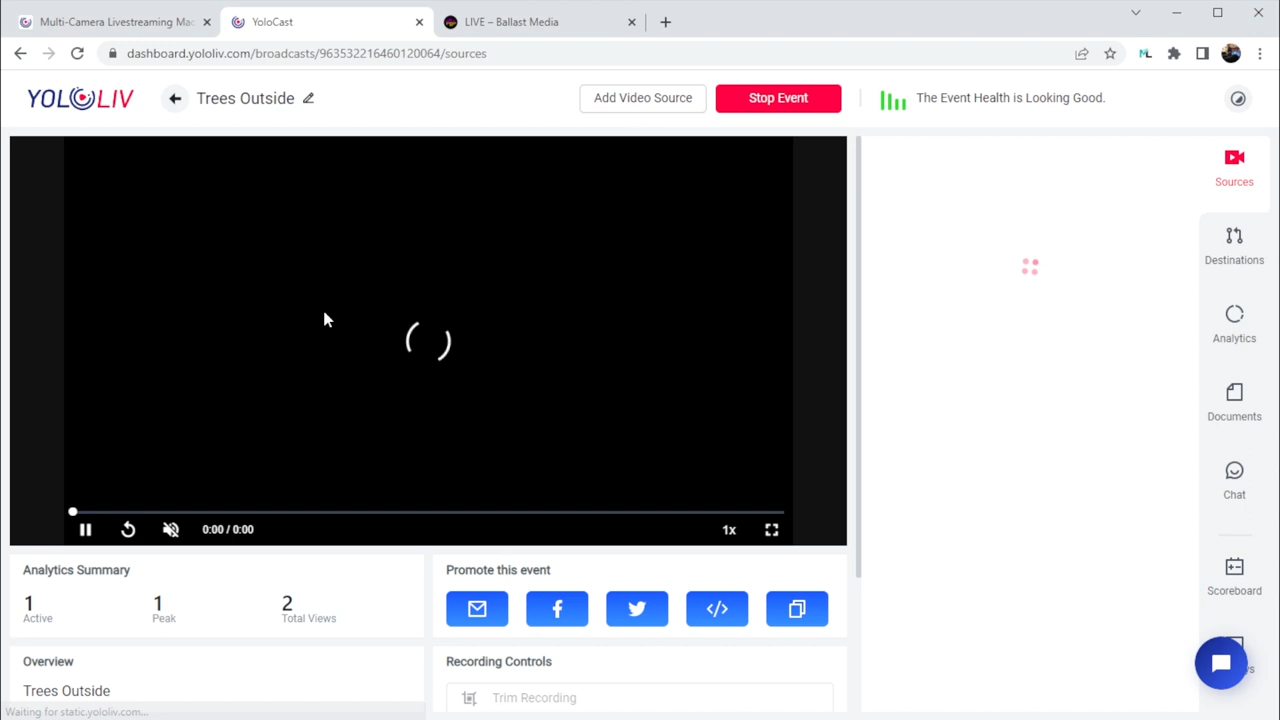 Multi-Camera Livestreaming Mac
YoloCast
LIVE – Ballast Media
dashboard.yololiv.com/broadcasts/963532216460120064/sources
YOLOLIV
Trees Outside
Add Video Source
Stop Event
The Event Health is Looking Good.
Sources
Destinations
Analytics
Documents
Chat
Scoreboard
0:00 / 0:00
1x
Analytics Summary
1
Active
1
Peak
2
Total Views
Promote this event
Overview
Trees Outside
Recording Controls
Trim Recording
Waiting for static.yololiv.com...